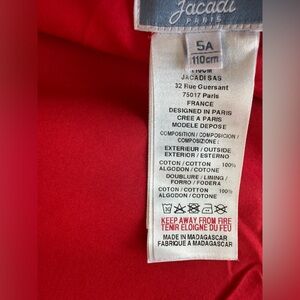 Jacadi
PARIS
5A
110cm
110CM
JACADI SAS
32 Rue Guersant
75017 Paris
FRANCE
DESIGNED IN PARIS
CREE A PARIS
MODELE DEPOSE
COMPOSITION / COMPOSICION /
COMPOSIZIONE :
EXTERIEUR / OUTSIDE
EXTERIOR / ESTERNO
COTON / COTTON 100%
ALGODON / COTONE
DOUBLURE / LINING /
FORRO / FODERA
COTON / COTTON 100%
ALGODON / COTONE
KEEP AWAY FROM FIRE
TENIR ELOIGNE DU FEU
MADE IN MADAGASCAR
FABRIQUE A MADAGASCAR